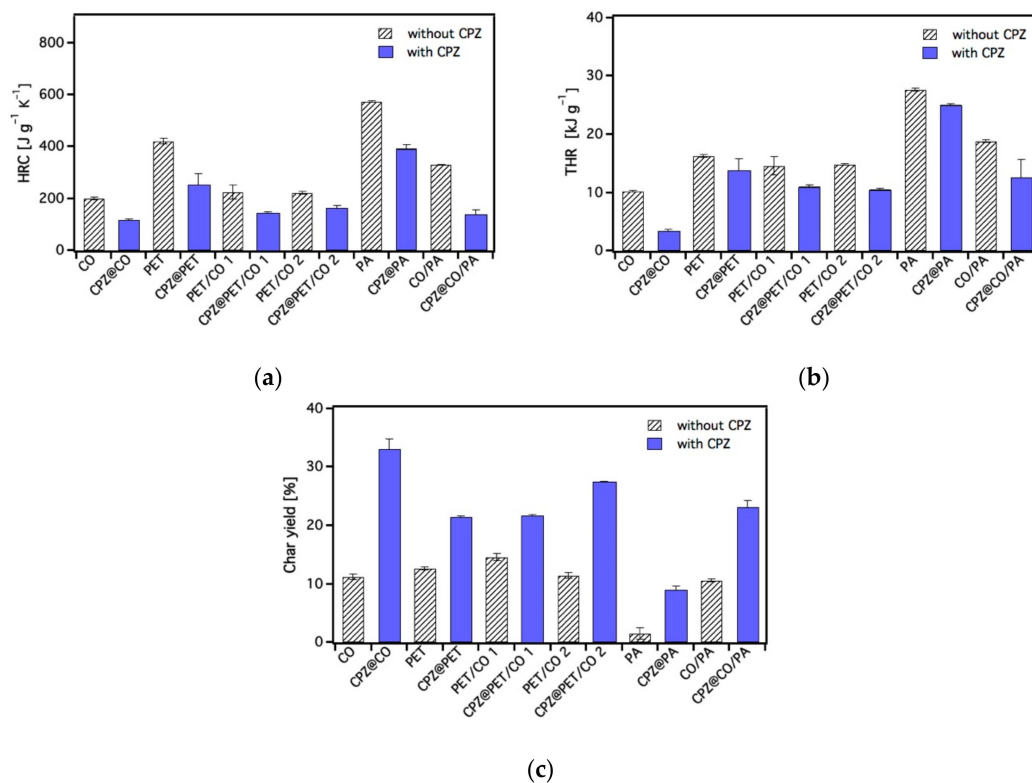 800
600
400
200
0
HRC [J g⁻¹ K⁻¹]
without CPZ
with CPZ
CO
CPZ@CO
PET
CPZ@PET
PET/CO 1
CPZ@PET/CO 1
PET/CO 2
CPZ@PET/CO 2
PA
CPZ@PA
CO/PA
CPZ@CO/PA
(a)
40
30
20
10
0
THR [kJ g⁻¹]
without CPZ
with CPZ
CO
CPZ@CO
PET
CPZ@PET
PET/CO 1
CPZ@PET/CO 1
PET/CO 2
CPZ@PET/CO 2
PA
CPZ@PA
CO/PA
CPZ@CO/PA
(b)
40
30
20
10
0
Char yield [%]
without CPZ
with CPZ
CO
CPZ@CO
PET
CPZ@PET
PET/CO 1
CPZ@PET/CO 1
PET/CO 2
CPZ@PET/CO 2
PA
CPZ@PA
CO/PA
CPZ@CO/PA
(c)